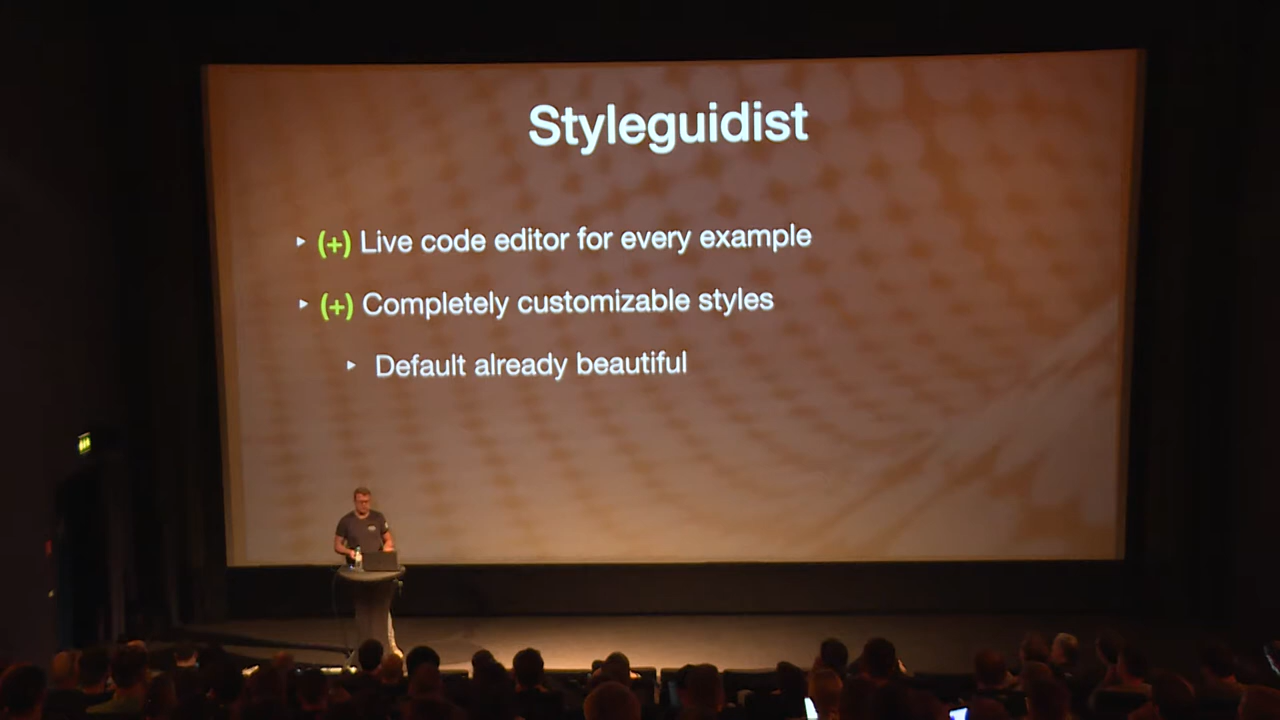 Styleguidist
(+) Live code editor for every example
(+) Completely customizable styles
Default already beautiful